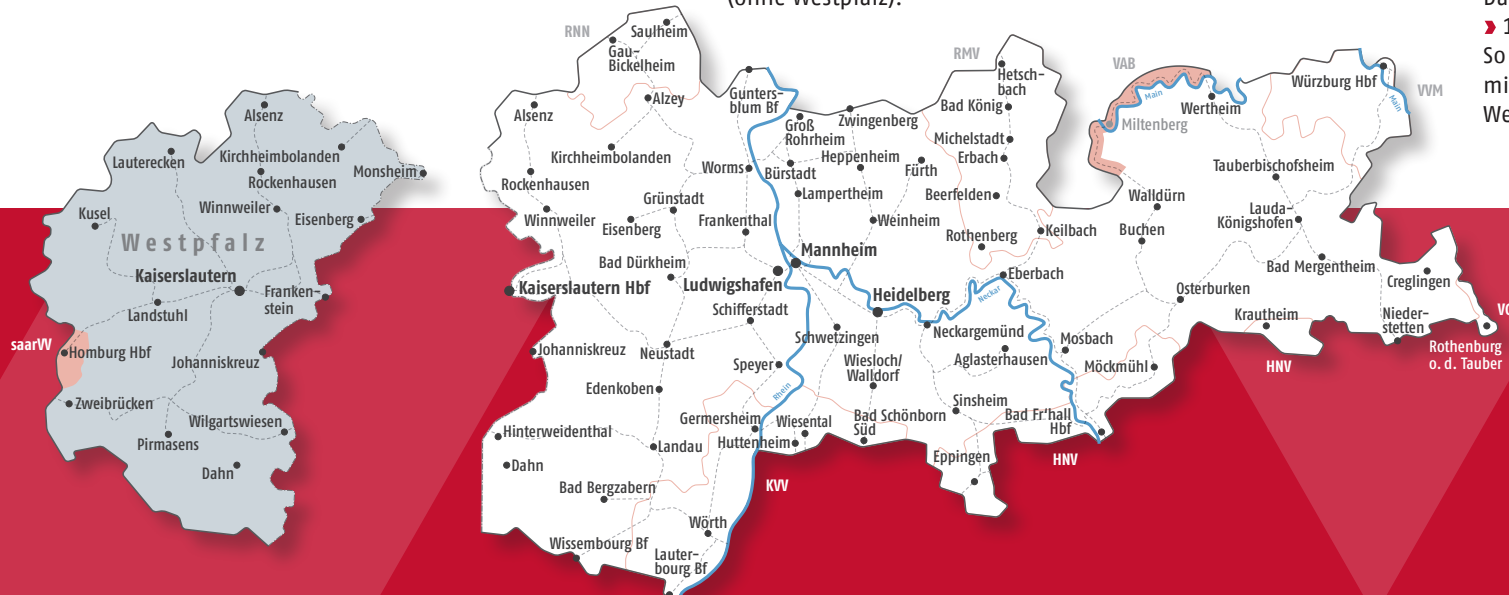 (ohne Westpfalz).
1
So
mi
We
RNN
Saulheim
Gau-
Bickelheim
Alzey
Gunters-
blum Bf
RMV
Hetsch-
bach
Bad König
VAB
Main
Wertheim
Miltenberg
Würzburg Hbf
Main
VVM
Alsenz
Lauterecken
Kirchheimbolanden
Rockenhausen
Monsheim
Winnweiler
Eisenberg
Kusel
Westpfalz
Kaiserslautern
Franken-
stein
Landstuhl
saarVV
Homburg Hbf
Johanniskreuz
Zweibrücken
Wilgartswiesen
Pirmasens
Dahn
Alsenz
Kirchheimbolanden
Rockenhausen
Winnweiler
Grünstadt
Eisenberg
Worms
Frankenthal
Bad Dürkheim
Kaiserslautern Hbf
Ludwigshafen
Mannheim
Groß
Rohrheim
Zwingenberg
Heppenheim
Bürstadt
Fürth
Lampertheim
Weinheim
Michelstadt
Erbach
Beerfelden
Rothenberg
Keilbach
Eberbach
Neckar
Heidelberg
Schifferstadt
Schwetzingen
Neckargemünd
Johanniskreuz
Neustadt
Speyer
Wiesloch/
Walldorf
Aglasterhausen
Mosbach
Möckmühl
Edenkoben
Rhein
Germersheim
Wiesental
Huttenheim
Bad Schönborn
Süd
Sinsheim
Bad Fr'hall
Hbf
Hinterweidenthal
Landau
Dahn
Eppingen
HNV
KVV
Bad Bergzabern
Wörth
Wissembourg Bf
Lauter-
bourg Bf
Walldürn
Buchen
Tauberbischofsheim
Lauda-
Königshofen
Bad Mergentheim
Creglingen
Osterburken
Krautheim
Nieder-
stetten
HNV
Rothenburg
o. d. Tauber